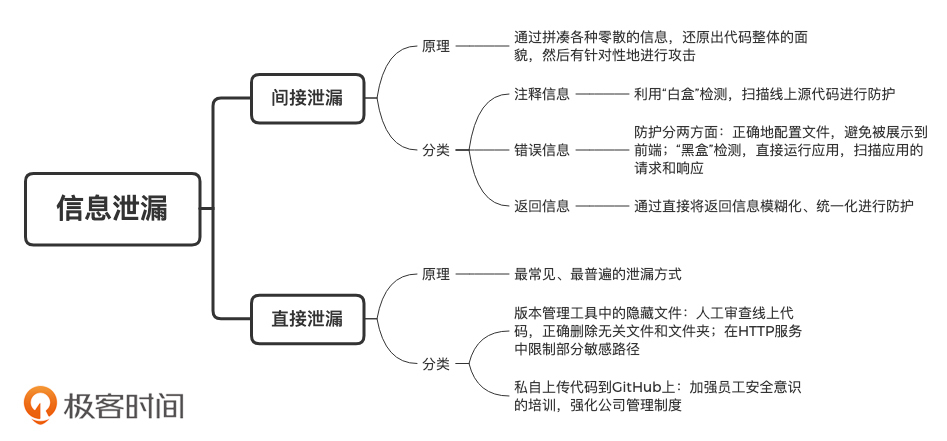 信息泄漏
间接泄漏
原理
通过拼凑各种零散的信息，还原出代码整体的面
貌，然后有针对性地进行攻击
分类
注释信息
利用“白盒”检测，扫描线上源代码进行防护
错误信息
防护分两方面：正确地配置文件，避免被展示到
前端；“黑盒”检测，直接运行应用，扫描应用的
请求和响应
返回信息
通过直接将返回信息模糊化、统一化进行防护
直接泄漏
原理
最常见、最普遍的泄漏方式
分类
版本管理工具中的隐藏文件：人工审查线上代
码，正确删除无关文件和文件夹；在HTTP服务
中限制部分敏感路径
私自上传代码到GitHub上：加强员工安全意识
的培训，强化公司管理制度
极客时间